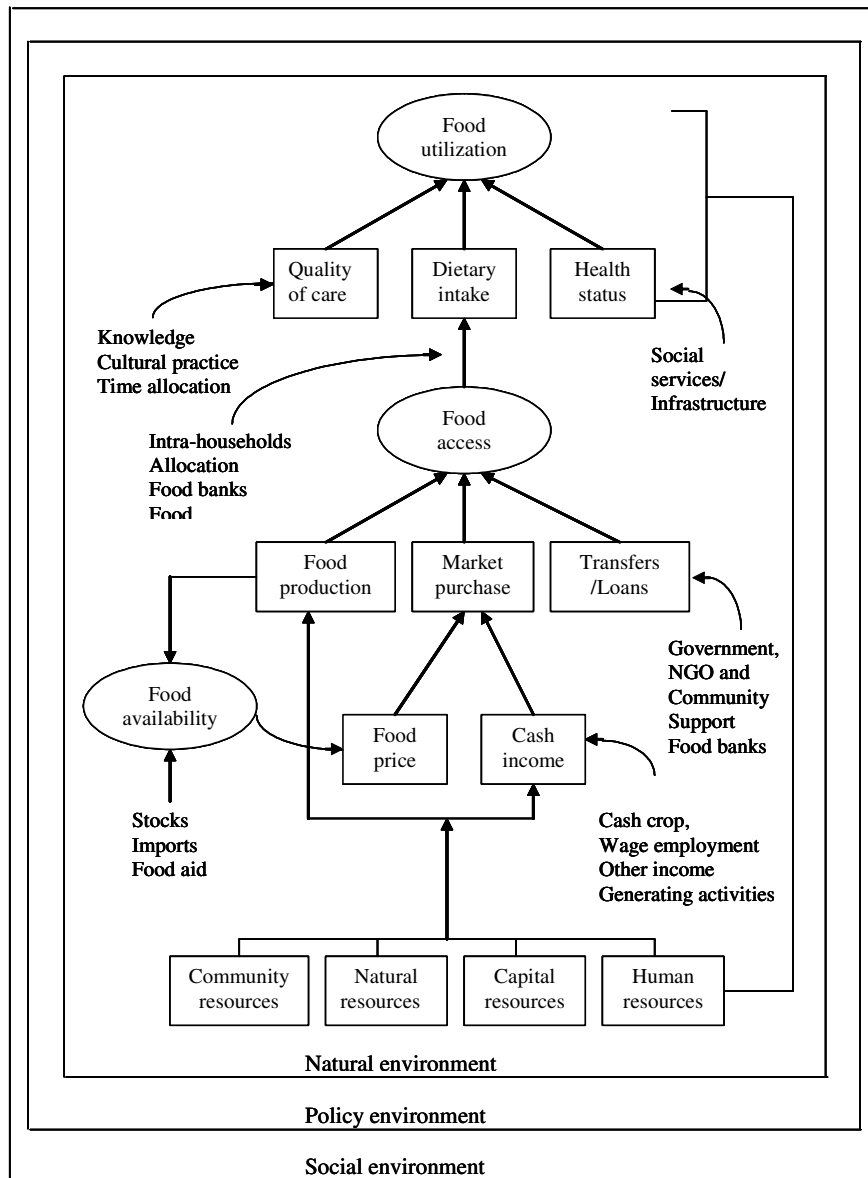 Food
utilization
Quality
of care
Dietary
intake
Health
status
Knowledge
Cultural practice
Time allocation
Social
services/
Infrastructure
Intra-households
Allocation
Food banks
Food
Food
access
Food
production
Market
purchase
Transfers
/Loans
Government,
NGO and
Community
Support
Food banks
Food
availability
Food
price
Cash
income
Stocks
Imports
Food aid
Cash crop,
Wage employment
Other income
Generating activities
Community
resources
Natural
resources
Capital
resources
Human
resources
Natural environment
Policy environment
Social environment